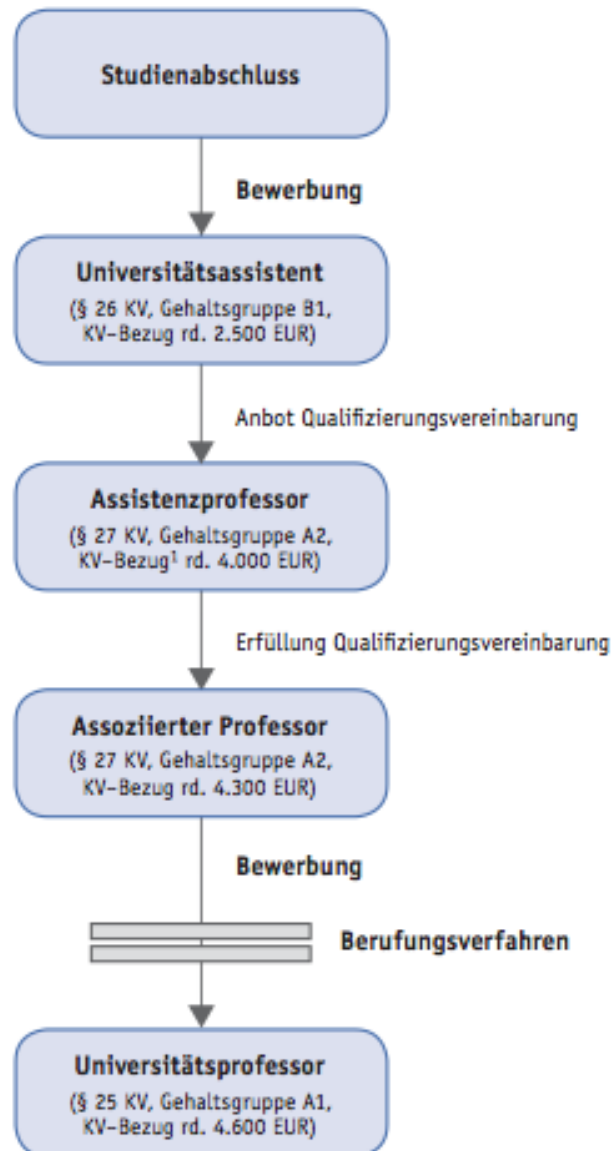 Studienabschluss
Bewerbung
Universitätsassistent
(§ 26 KV, Gehaltsgruppe B1,
KV–Bezug rd. 2.500 EUR)
Anbot Qualifizierungsvereinbarung
Assistenzprofessor
(§ 27 KV, Gehaltsgruppe A2,
KV–Bezug¹ rd. 4.000 EUR)
Erfüllung Qualifizierungsvereinbarung
Assoziierter Professor
(§ 27 KV, Gehaltsgruppe A2,
KV–Bezug rd. 4.300 EUR)
Bewerbung
Berufungsverfahren
Universitätsprofessor
(§ 25 KV, Gehaltsgruppe A1,
KV–Bezug rd. 4.600 EUR)